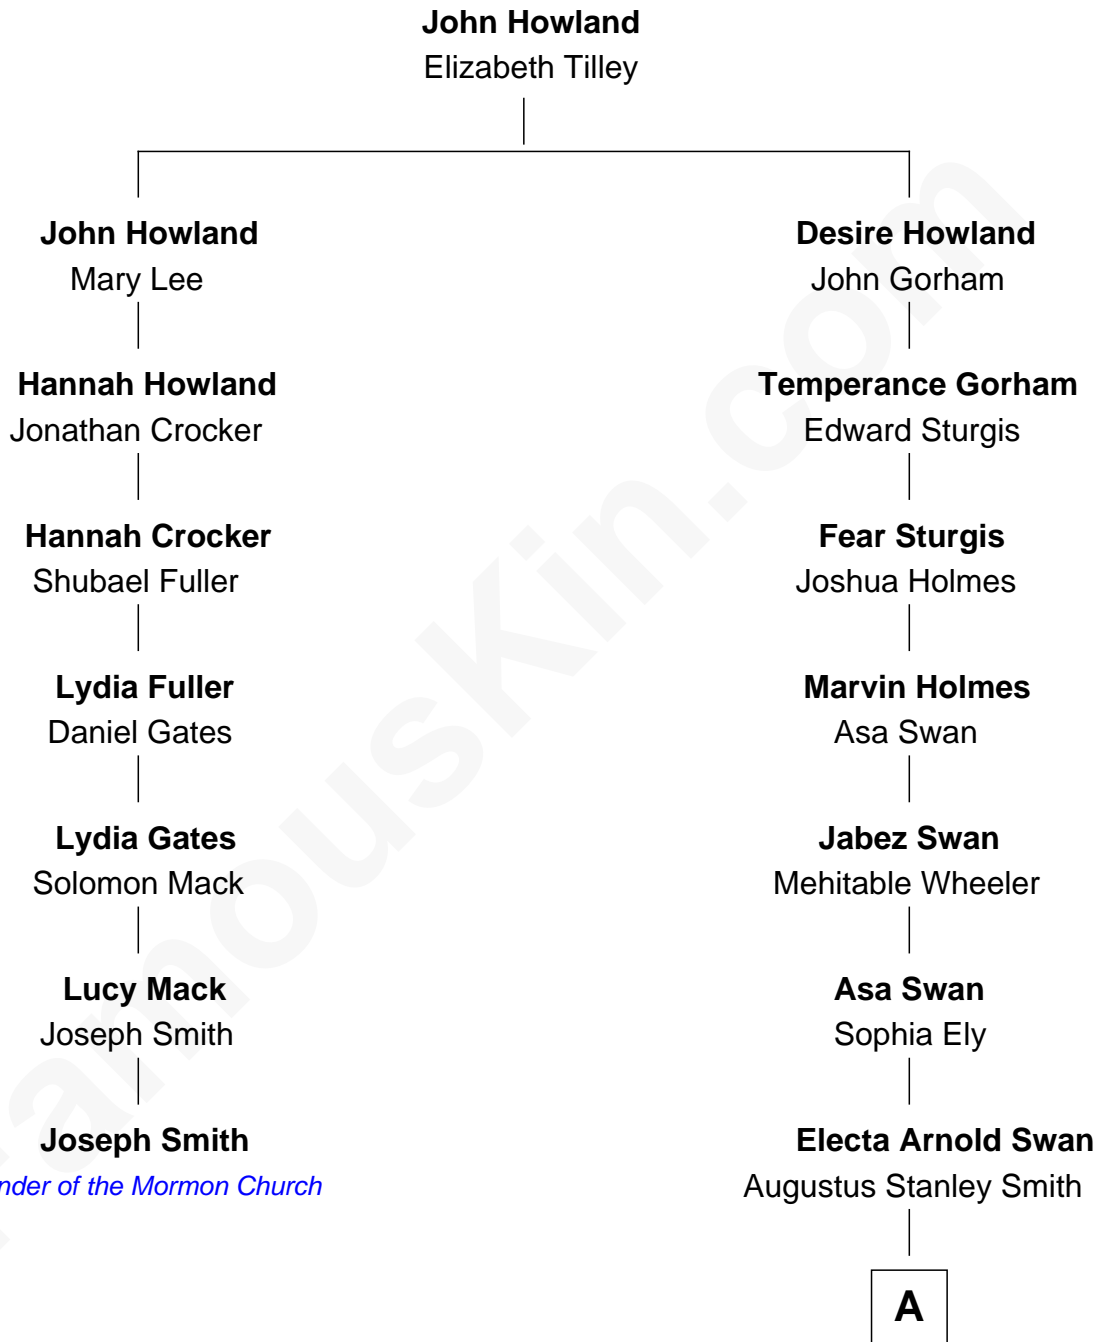 John Howland
Elizabeth Tilley
John Howland
Mary Lee
Hannah Howland
Jonathan Crocker
Hannah Crocker
Shubael Fuller
Lydia Fuller
Daniel Gates
Lydia Gates
Solomon Mack
Lucy Mack
Joseph Smith
Joseph Smith
nder of the Mormon Church
Desire Howland
John Gorham
Temperance Gorham
Edward Sturgis
Fear Sturgis
Joshua Holmes
Marvin Holmes
Asa Swan
Jabez Swan
Mehitable Wheeler
Asa Swan
Sophia Ely
Electa Arnold Swan
Augustus Stanley Smith
A
FamousKin.com